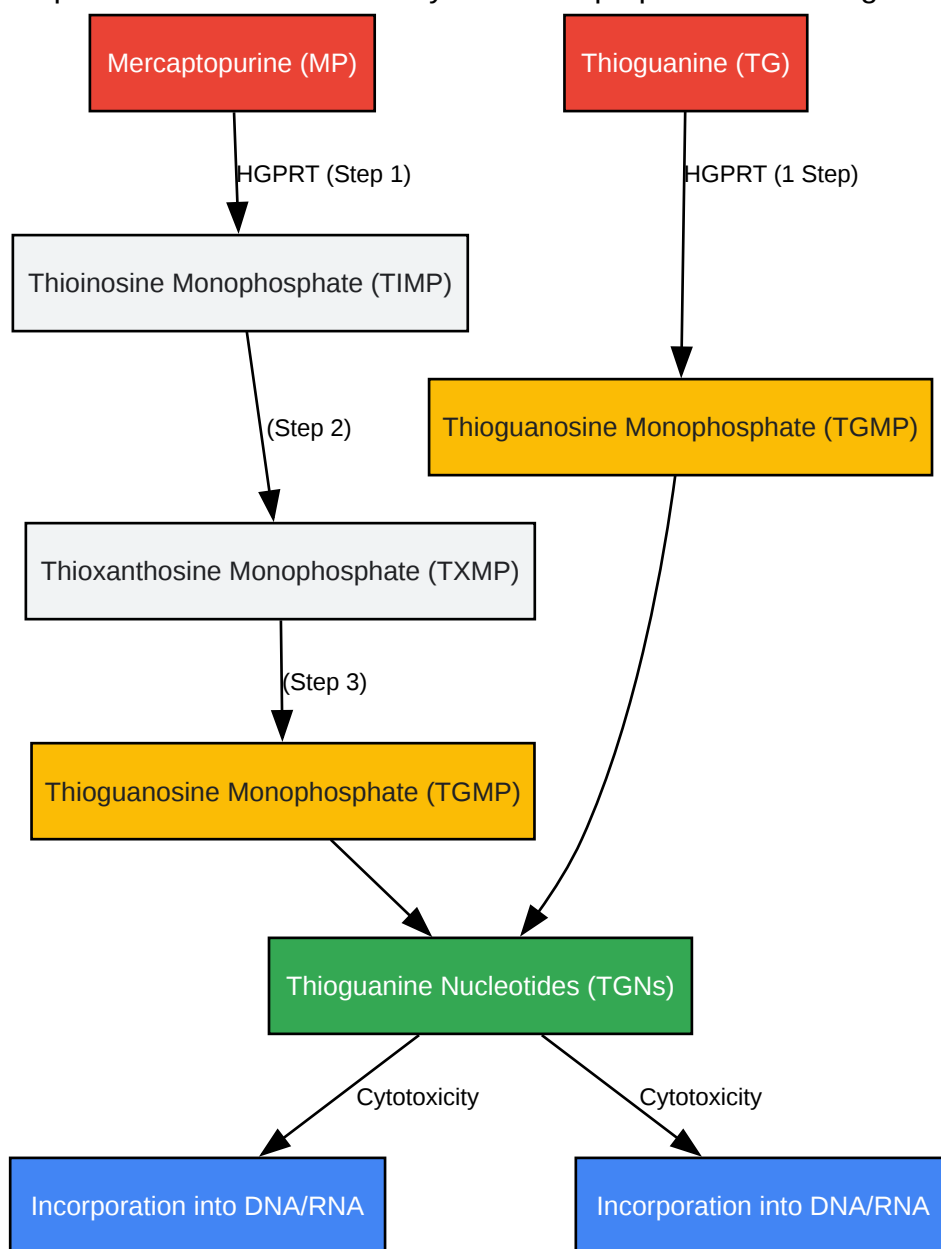 Mercaptopurine (MP)
Thioguanine (TG)
HGPRT (Step 1)
HGPRT (1 Step)
Thioinosine Monophosphate (TIMP)
(Step 2)
Thioguanosine Monophosphate (TGMP)
Thioxanthosine Monophosphate (TXMP)
(Step 3)
Thioguanosine Monophosphate (TGMP)
Thioguanine Nucleotides (TGNs)
Cytotoxicity
Cytotoxicity
Incorporation into DNA/RNA
Incorporation into DNA/RNA